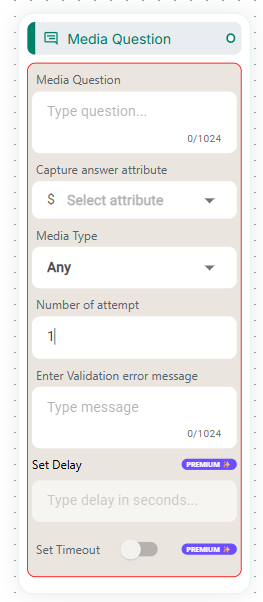 Media Question
Media Question
Type question...
0/1024
Capture answer attribute
$ Select attribute
Media Type
Any
Number of attempt
1
Enter Validation error message
Type message
0/1024
Set Delay PREMIUM ✨
Type delay in seconds...
Set Timeout PREMIUM ✨